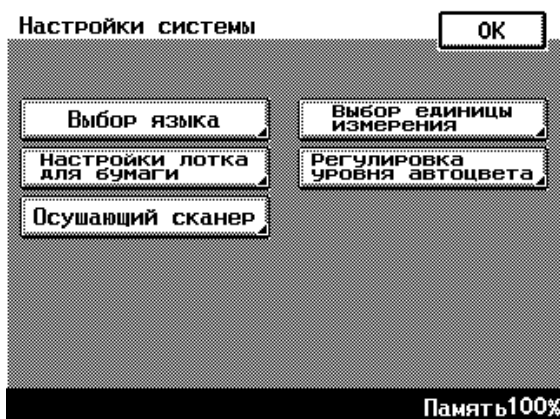 Настройки системы
OK
Выбор языка
Выбор единицы
измерения
Настройки лотка
для бумаги
Регулировка
уровня автоцвета
Осушающий сканер
Память100%